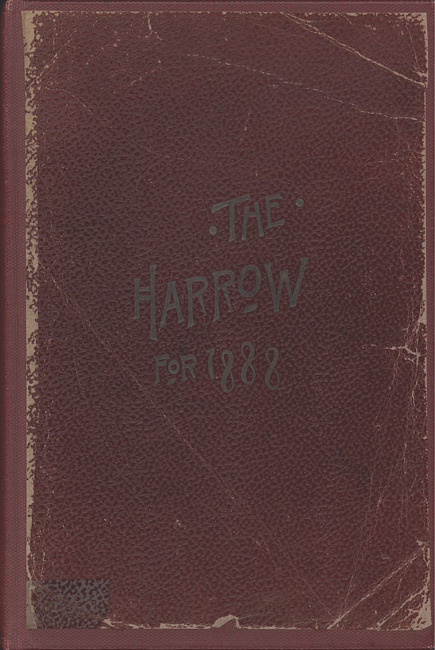 · THE ·
HARROW
FOR 1888